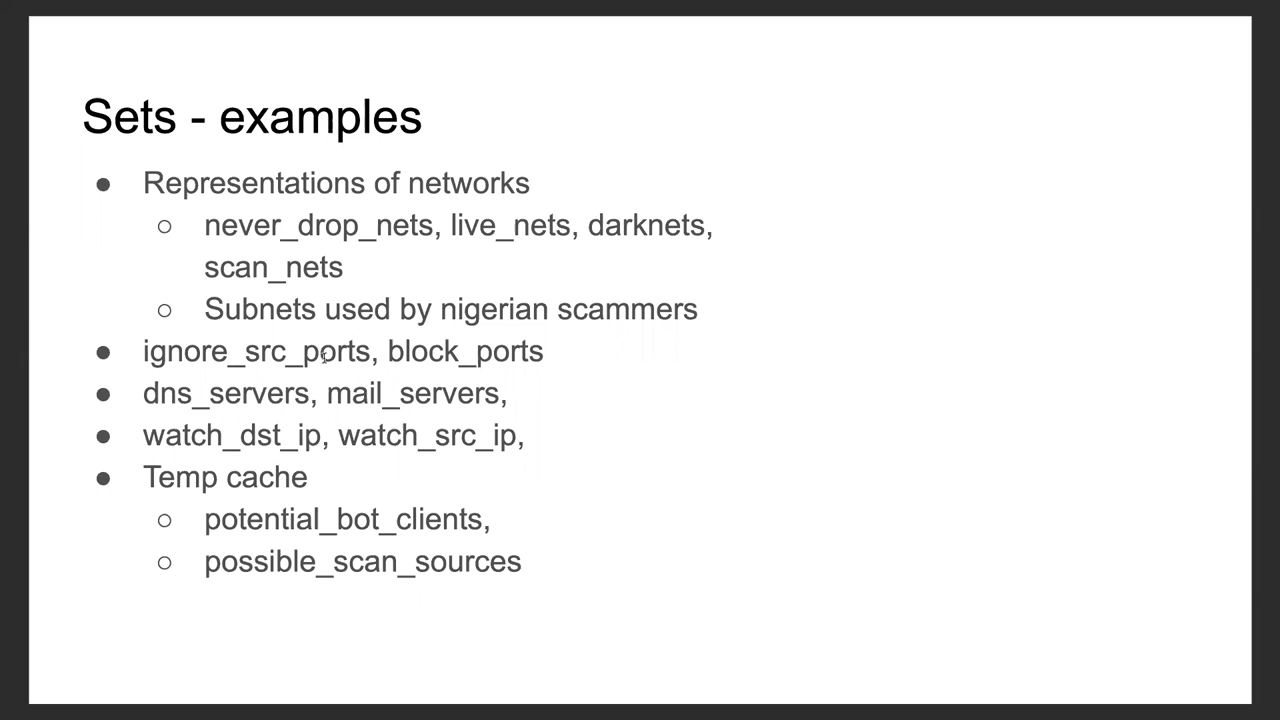 Sets - examples
● Representations of networks
○ never_drop_nets, live_nets, darknets,
scan_nets
○ Subnets used by nigerian scammers
● ignore_src_ports, block_ports
● dns_servers, mail_servers,
● watch_dst_ip, watch_src_ip,
● Temp cache
○ potential_bot_clients,
○ possible_scan_sources